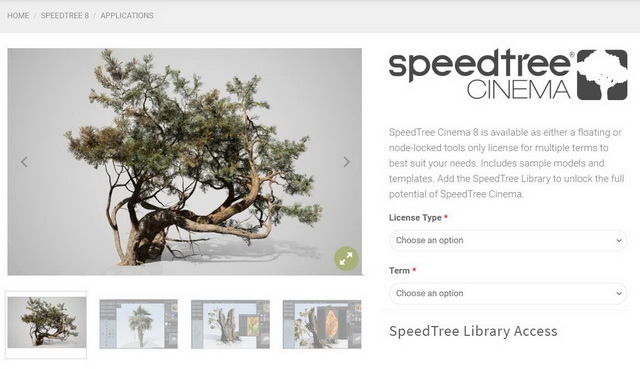 HOME / SPEEDTREE 8 / APPLICATIONS
speedtree®
CINEMA
SpeedTree Cinema 8 is available as either a floating or
node-locked tools only license for multiple terms to
best suit your needs. Includes sample models and
templates. Add the SpeedTree Library to unlock the full
potential of SpeedTree Cinema.
License Type *
Choose an option
Term *
Choose an option
SpeedTree Library Access